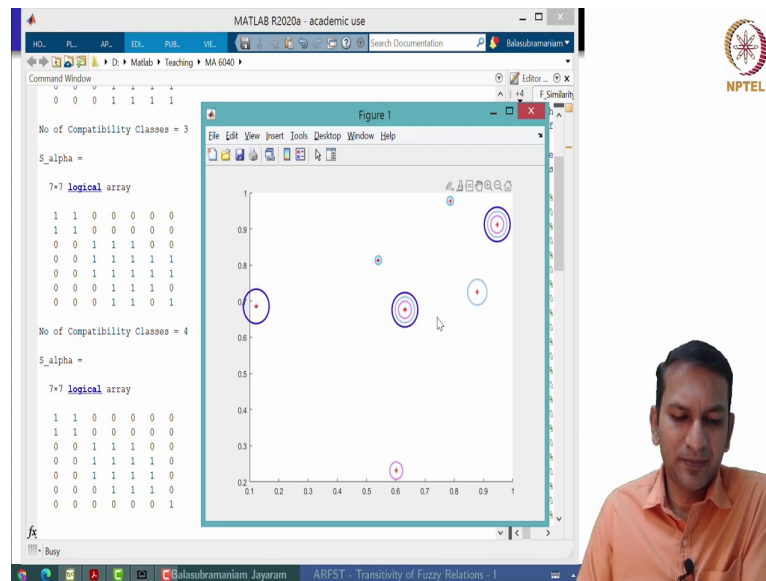 MATLAB R2020a - academic use
HO... PL... AP... EDI... PUB... VIE... Search Documentation Balasubramaniam
D: Matlab Teaching MA 6040
Command Window Editor ...
+4 F_Similarity
0 0 0 1 1 1 1
No of Compatibility Classes = 3
S_alpha =
7×7 logical array
1 1 0 0 0 0 0
1 1 0 0 0 0 0
0 0 1 1 1 0 0
0 0 1 1 1 1 1
0 0 1 1 1 1 1
0 0 0 1 1 1 0
0 0 0 1 1 0 1
No of Compatibility Classes = 4
S_alpha =
7×7 logical array
1 1 0 0 0 0 0
1 1 0 0 0 0 0
0 0 1 1 1 0 0
0 0 1 1 1 1 0
0 0 1 1 1 1 0
0 0 0 1 1 1 0
0 0 0 0 0 0 1
fx
Busy
Figure 1
File Edit View Insert Tools Desktop Window Help
1
0.9
0.8
0.7
0.6
0.5
0.4
0.3
0.2
0.1 0.2 0.3 0.4 0.5 0.6 0.7 0.8 0.9 1
NPTEL
Balasubramaniam Jayaram ARFST - Transitivity of Fuzzy Relations - I